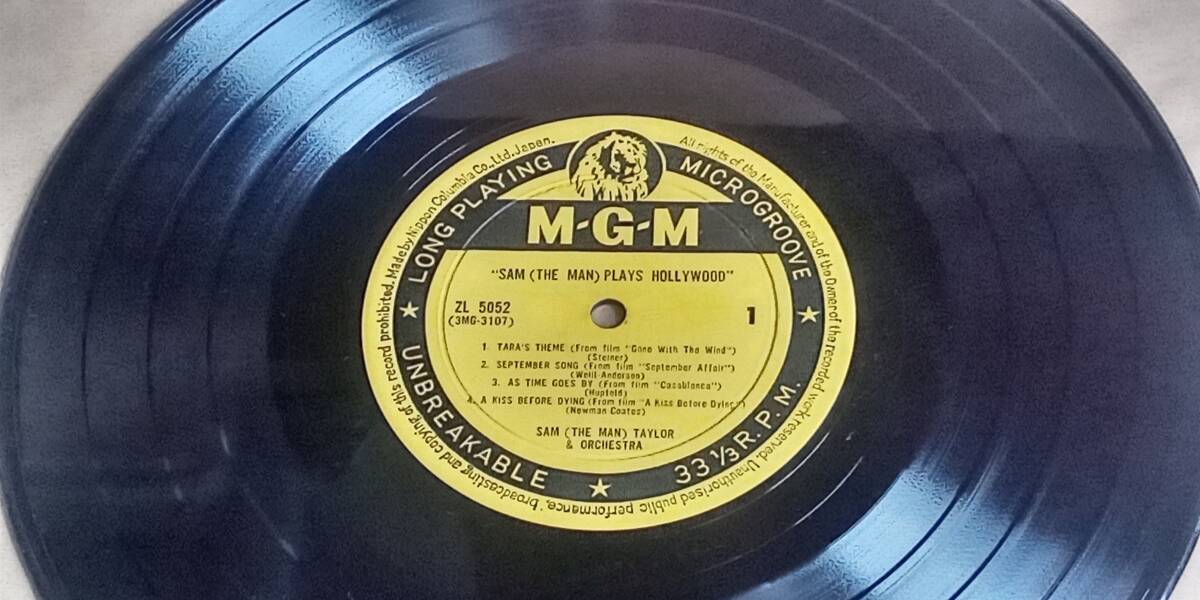 Made by Nippon Columbia Co., Ltd. Japan.
All rights of the Manufacturer and of the Owner of the recorded work reserved. Unauthorised public performance, broadcasting and copying of this record prohibited.
LONG PLAYING
MICROGROOVE
M-G-M
"SAM (THE MAN) PLAYS HOLLYWOOD"
ZL 5052
(3MG-3107)
1
1. TARA'S THEME (From film "Gone With The Wind")
(Steiner)
2. SEPTEMBER SONG (From film "September Affair")
(Weill-Anderson)
3. AS TIME GOES BY (From film "Casablanca")
(Hupfeld)
4. A KISS BEFORE DYING (From film "A Kiss Before Dying")
(Newman Coates)
SAM (THE MAN) TAYLOR
& ORCHESTRA
UNBREAKABLE
33 1/3 R.P.M.